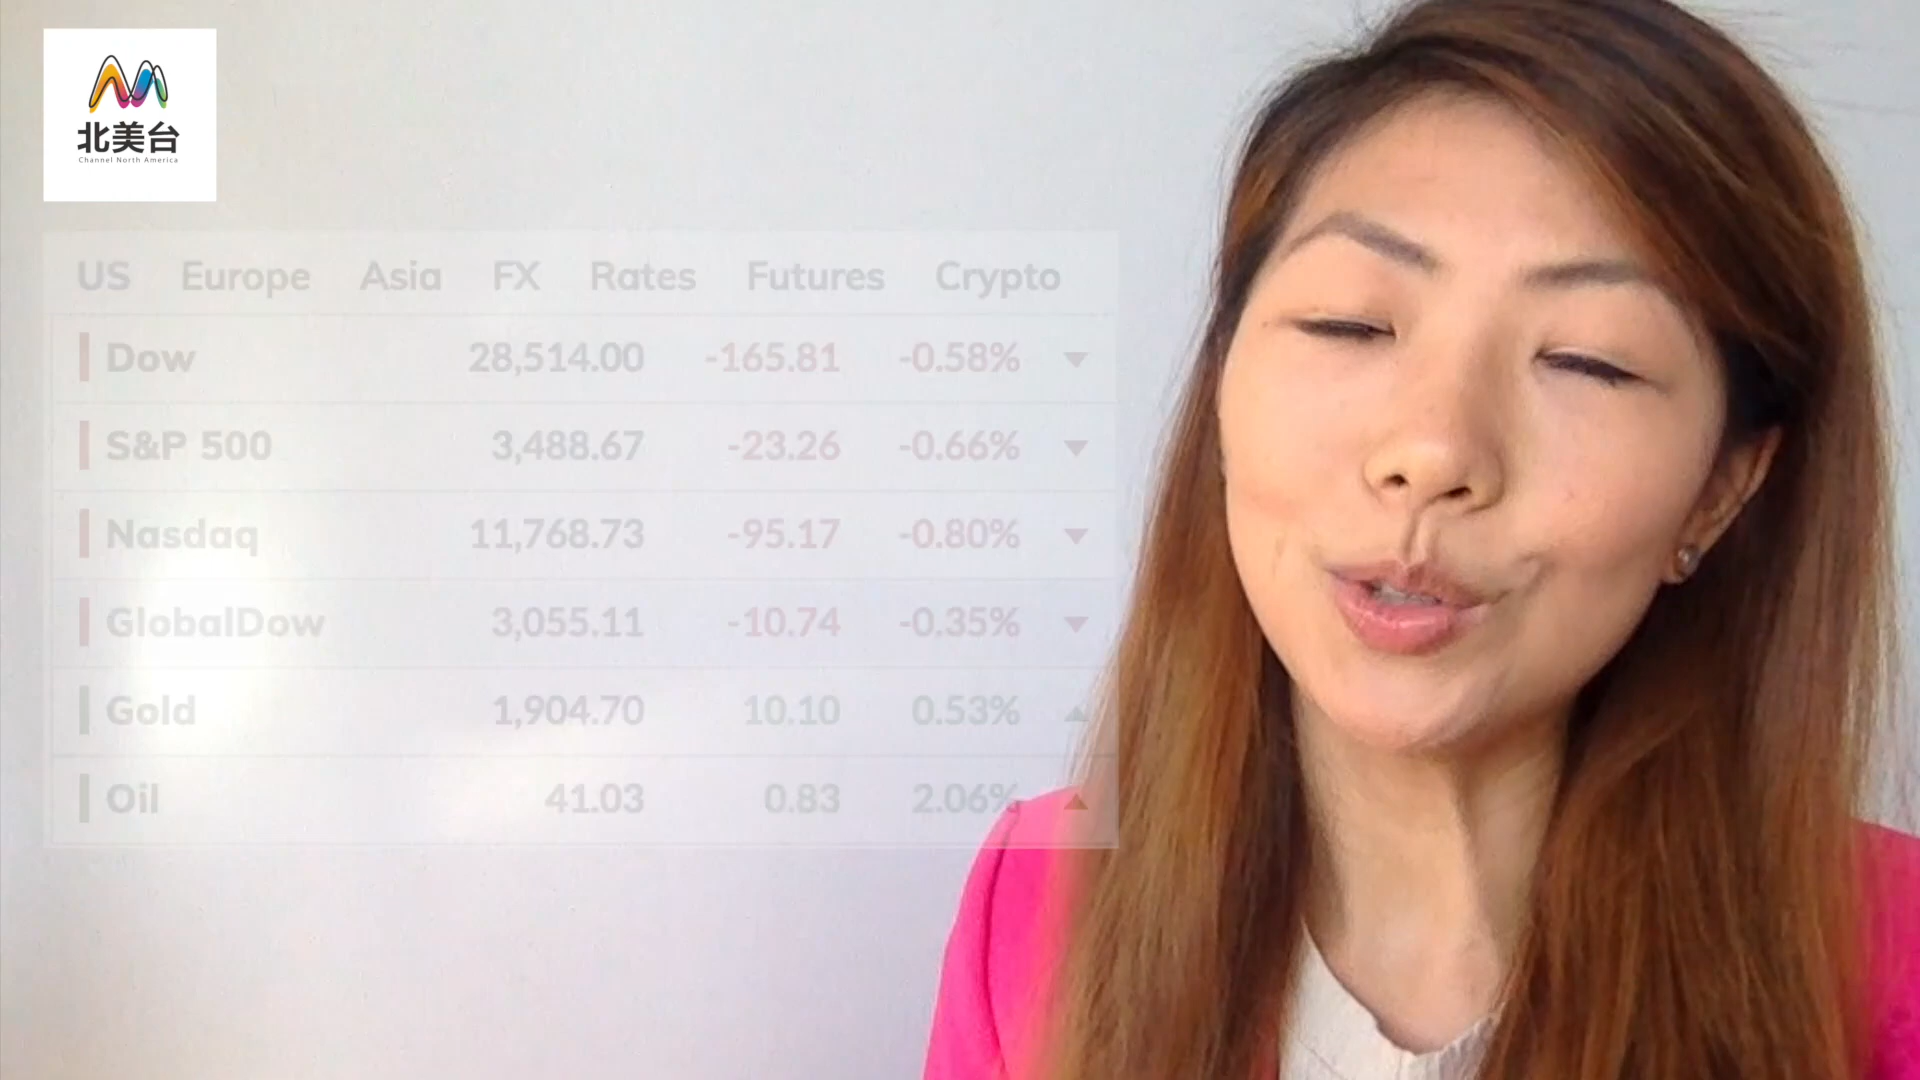 北美台
Channel North America
US Europe Asia FX Rates Futures Crypto
Dow 28,514.00 -165.81 -0.58%
S&P 500 3,488.67 -23.26 -0.66%
Nasdaq 11,768.73 -95.17 -0.80%
GlobalDow 3,055.11 -10.74 -0.35%
Gold 1,904.70 10.10 0.53%
Oil 41.03 0.83 2.06%